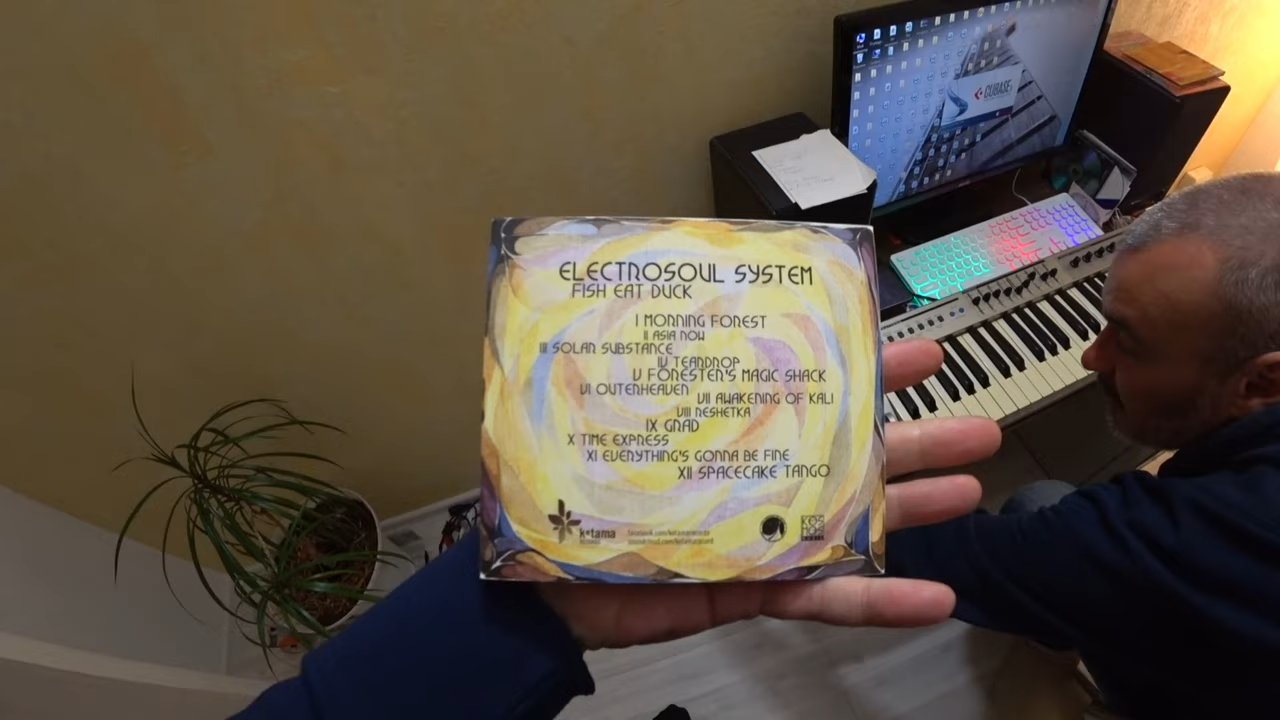 CUBASE
ELECTROSOUL SYSTEM
FISH EAT DUCK
I MORNING FOREST
II ASIA NOW
III SOLAR SUBSTANCE
IV TEARDROP
V FORESTER'S MAGIC SHACK
VI OUTERHEAVEN
VII AWAKENING OF KALI
VIII RESHETKA
IX GRAD
X TIME EXPRESS
XI EVERYTHING'S GONNA BE FINE
XII SPACECAKE TANGO
kotama